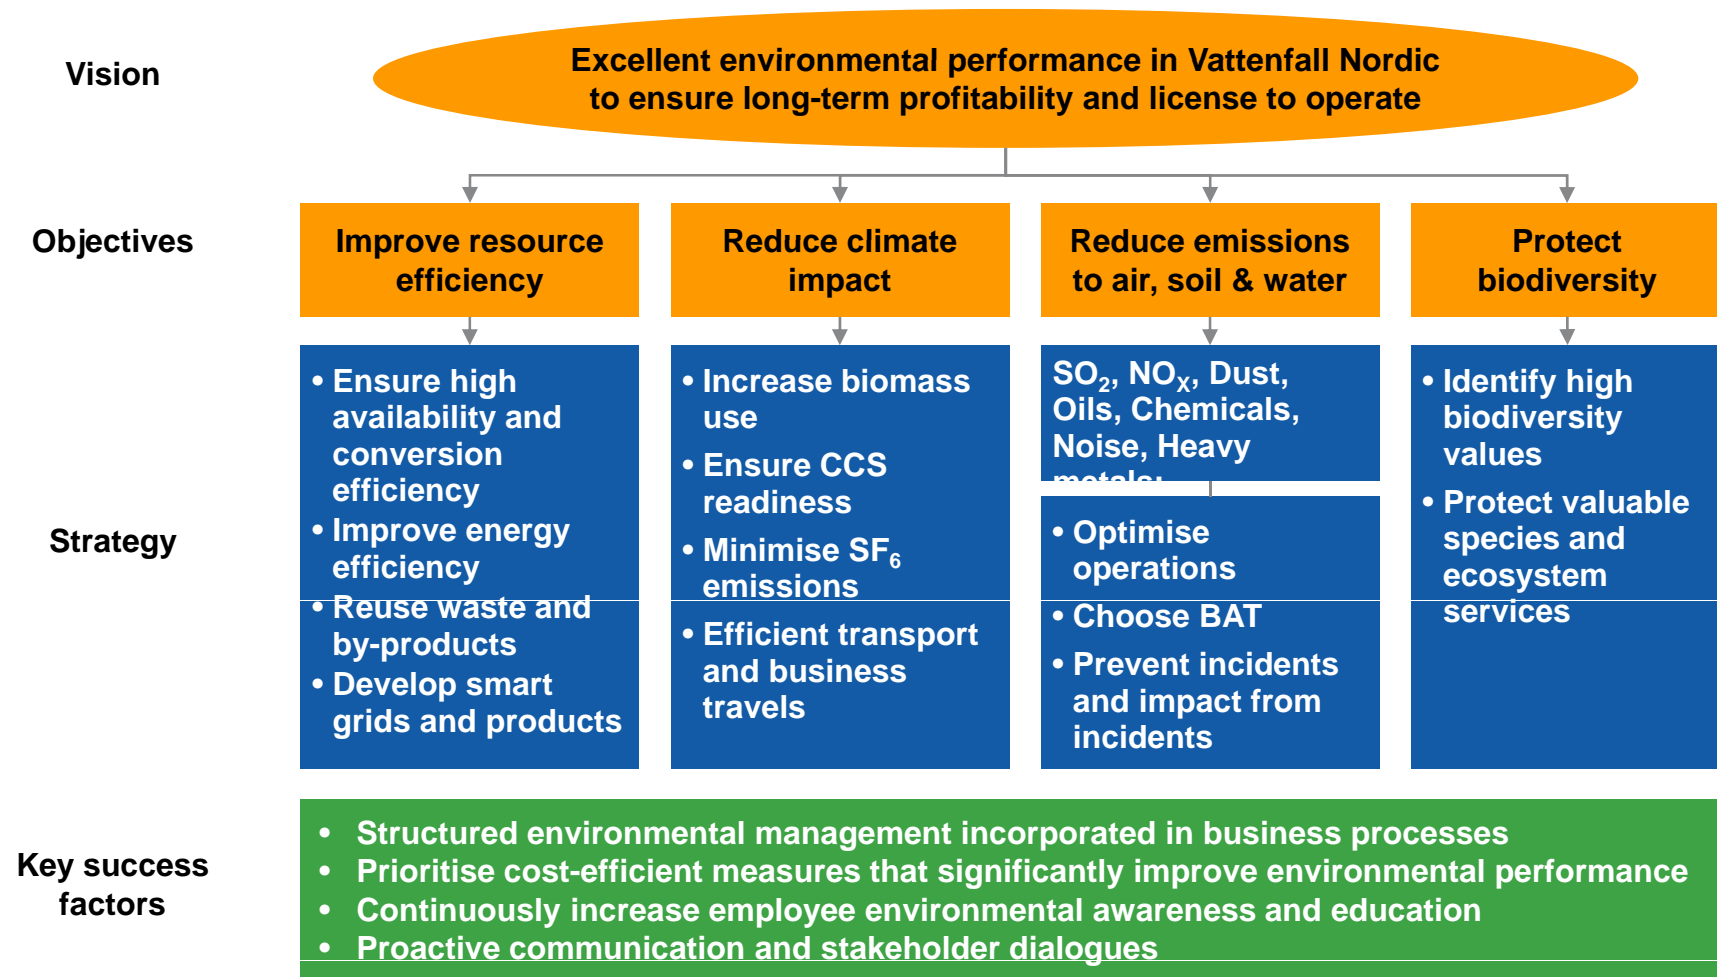 Vision
Excellent environmental performance in Vattenfall Nordic
to ensure long-term profitability and license to operate
Objectives
Improve resource
efficiency
Reduce climate
impact
Reduce emissions
to air, soil & water
Protect
biodiversity
Strategy
• Ensure high
availability and
conversion
efficiency
• Improve energy
efficiency
• Reuse waste and
by-products
• Develop smart
grids and products
• Increase biomass
use
• Ensure CCS
readiness
• Minimise SF₆
emissions
• Efficient transport
and business
travels
SO₂, NOₓ, Dust,
Oils, Chemicals,
Noise, Heavy
metals:
• Optimise
operations
• Choose BAT
• Prevent incidents
and impact from
incidents
• Identify high
biodiversity
values
• Protect valuable
species and
ecosystem
services
Key success
factors
• Structured environmental management incorporated in business processes
• Prioritise cost-efficient measures that significantly improve environmental performance
• Continuously increase employee environmental awareness and education
• Proactive communication and stakeholder dialogues